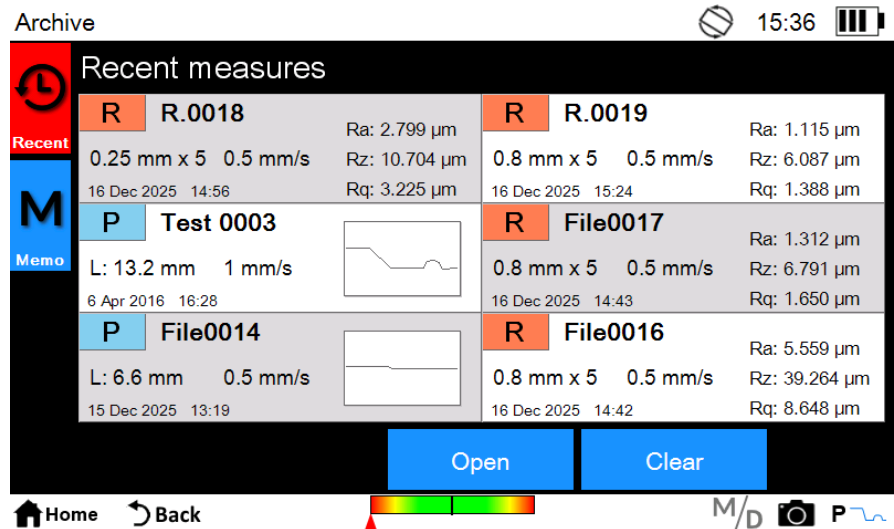 Archive 15:36
Recent measures
Recent
Memo
R R.0018
Ra: 2.799 µm
0.25 mm x 5 0.5 mm/s Rz: 10.704 µm
16 Dec 2025 14:56 Rq: 3.225 µm
R R.0019
Ra: 1.115 µm
0.8 mm x 5 0.5 mm/s Rz: 6.087 µm
16 Dec 2025 15:24 Rq: 1.388 µm
M
P Test 0003
L: 13.2 mm 1 mm/s
6 Apr 2016 16:28
R File0017
Ra: 1.312 µm
0.8 mm x 5 0.5 mm/s Rz: 6.791 µm
16 Dec 2025 14:43 Rq: 1.650 µm
P File0014
L: 6.6 mm 0.5 mm/s
15 Dec 2025 13:19
R File0016
Ra: 5.559 µm
0.8 mm x 5 0.5 mm/s Rz: 39.264 µm
16 Dec 2025 14:42 Rq: 8.648 µm
Open Clear
Home Back M/D P